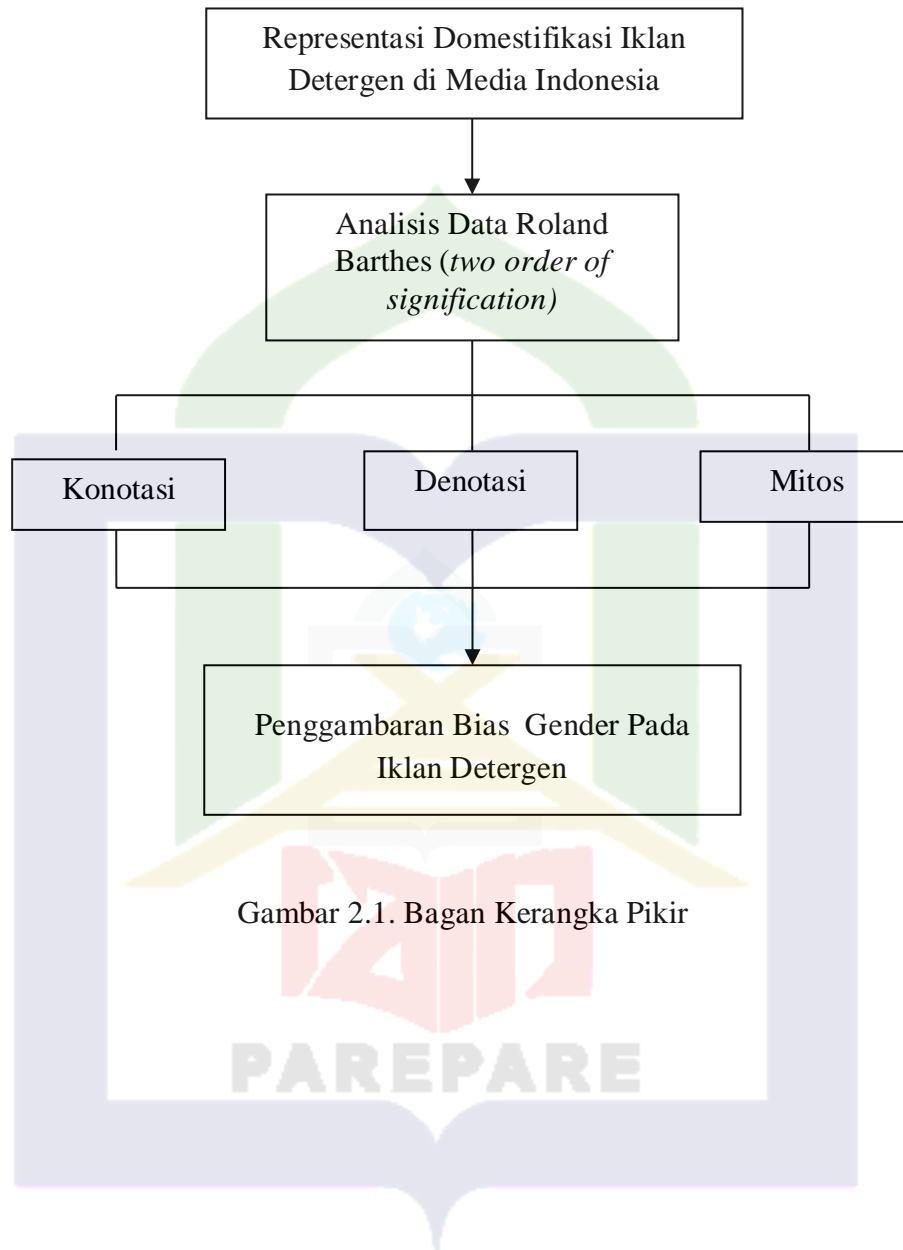 Representasi Domestifikasi Iklan
Detergen di Media Indonesia
Analisis Data Roland
Barthes (two order of
signification)
Konotasi
Denotasi
Mitos
Penggambaran Bias Gender Pada
Iklan Detergen
Gambar 2.1. Bagan Kerangka Pikir
iain
PAREPARE